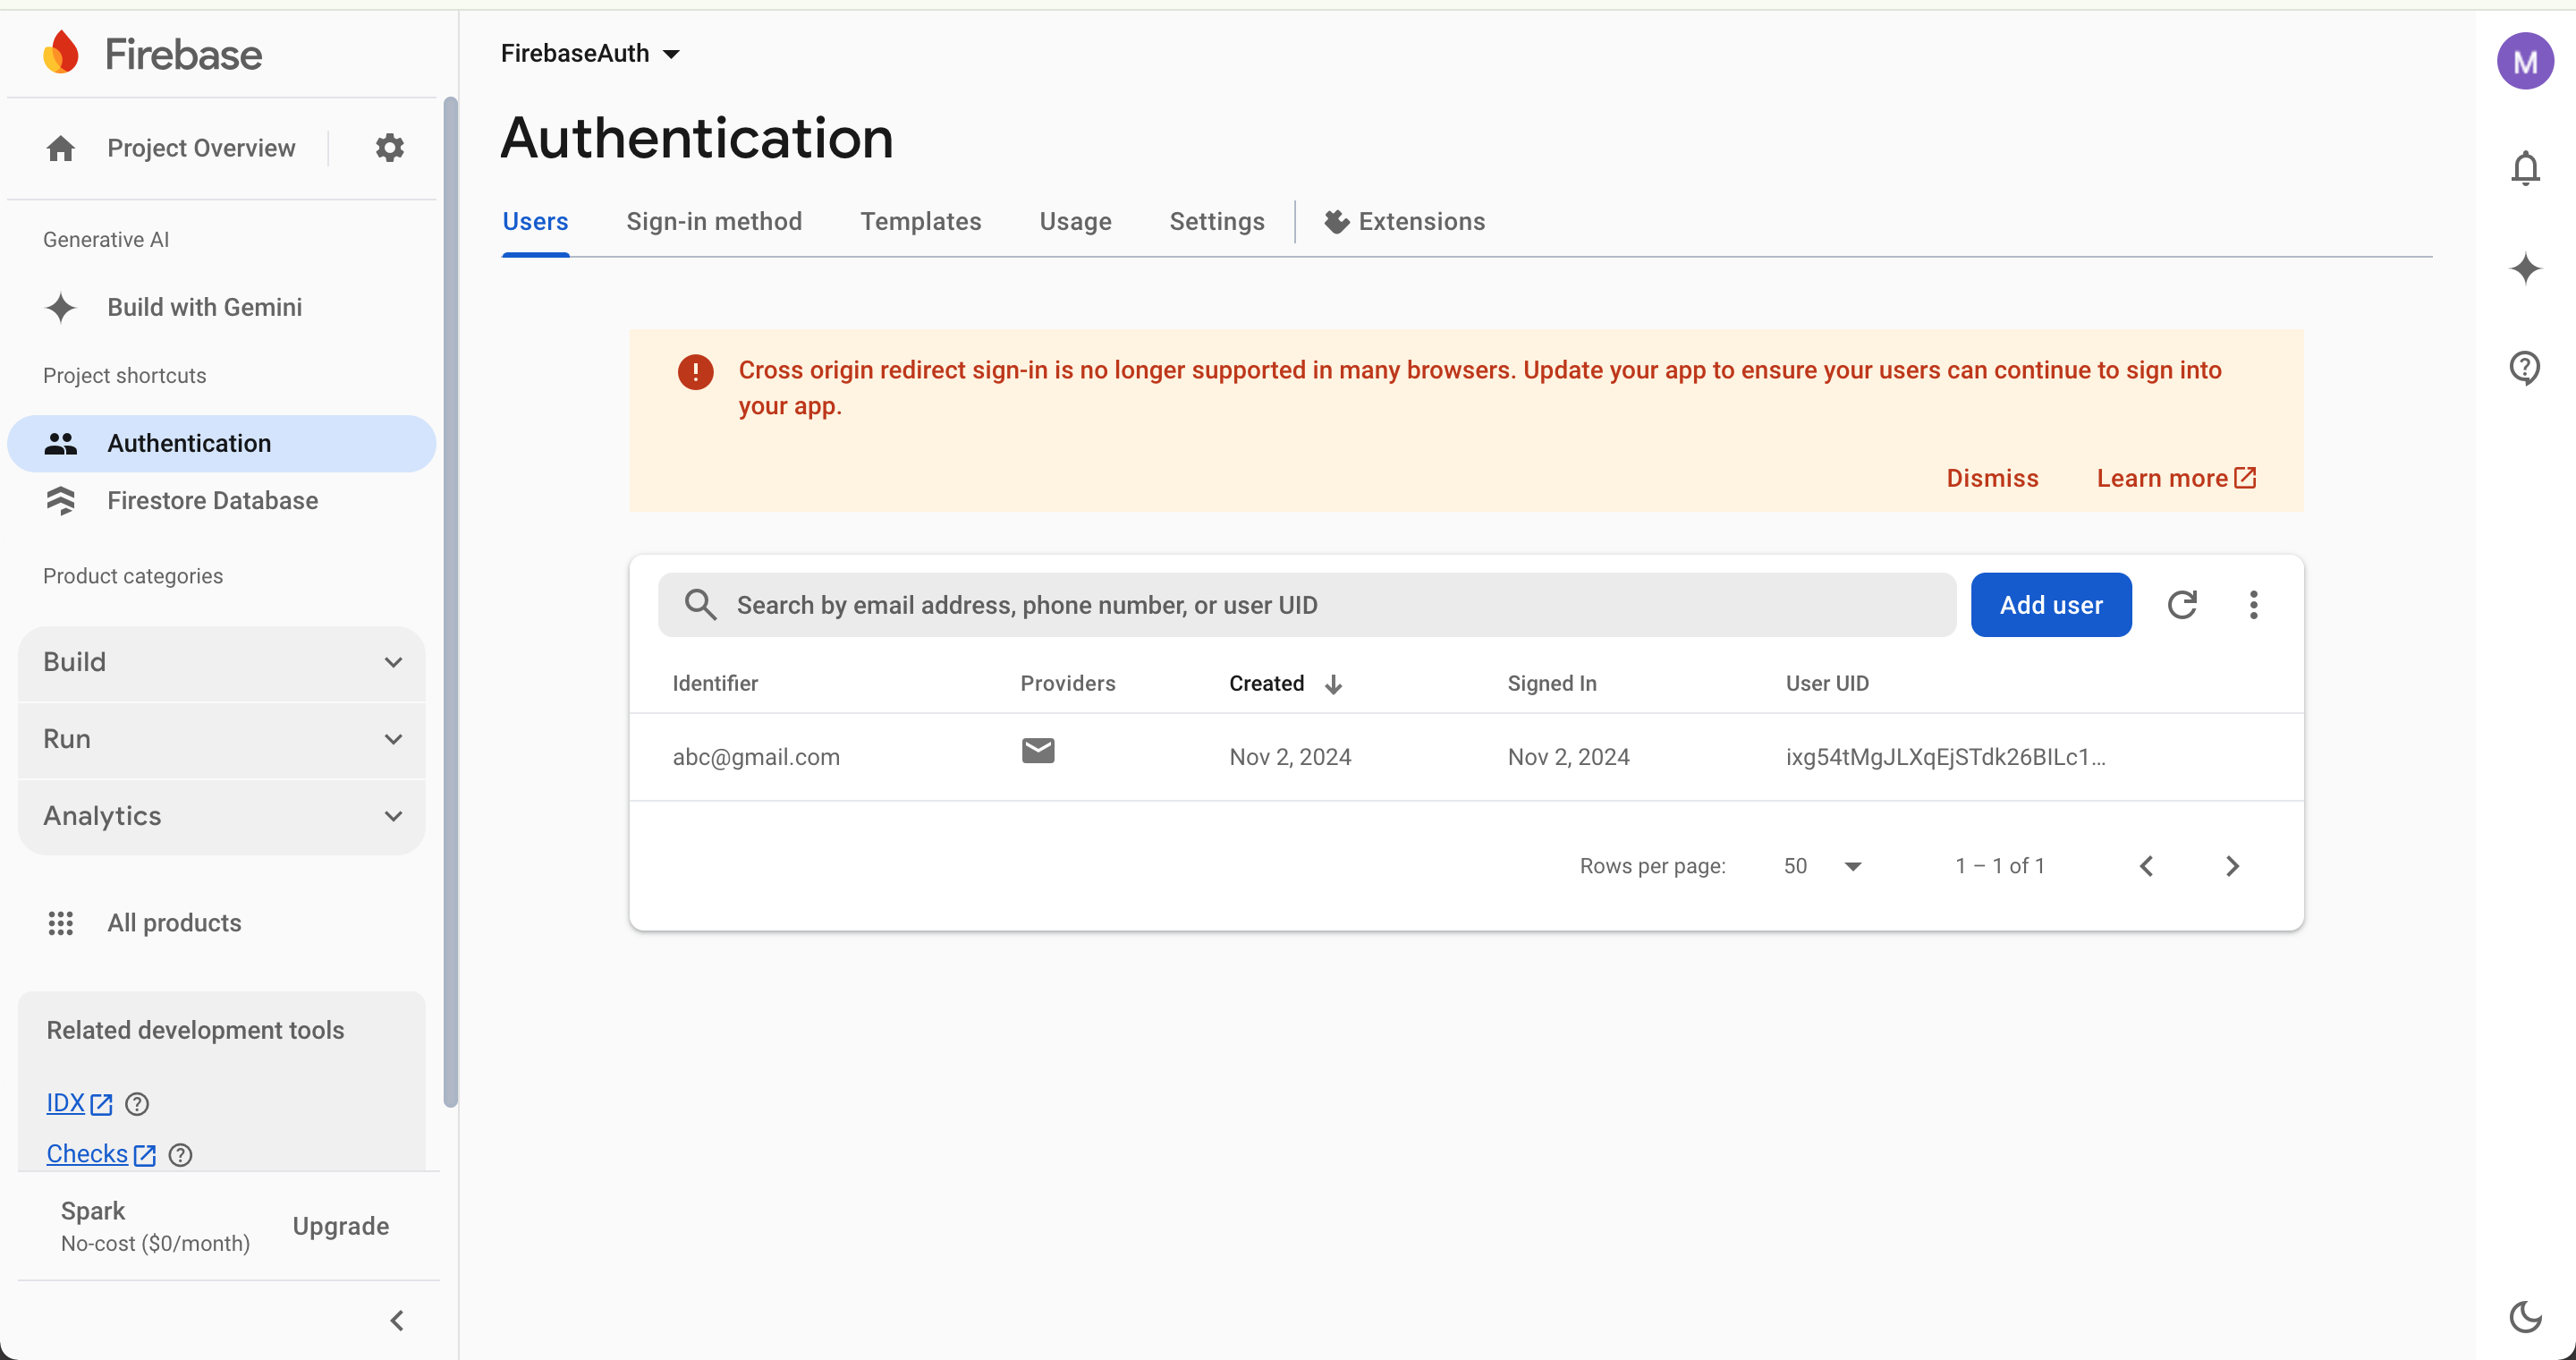 Firebase
Project Overview
Generative AI
Build with Gemini
Project shortcuts
Authentication
Firestore Database
Product categories
Build
Run
Analytics
All products
Related development tools
IDX
Checks
Spark
No-cost ($0/month)
Upgrade
FirebaseAuth
Authentication
Users Sign-in method Templates Usage Settings Extensions
Cross origin redirect sign-in is no longer supported in many browsers. Update your app to ensure your users can continue to sign into
your app.
Dismiss Learn more
Search by email address, phone number, or user UID Add user
Identifier Providers Created Signed In User UID
abc@gmail.com Nov 2, 2024 Nov 2, 2024 ixg54tMgJLXqEjSTdk26BILc1...
Rows per page: 50 1 – 1 of 1
M